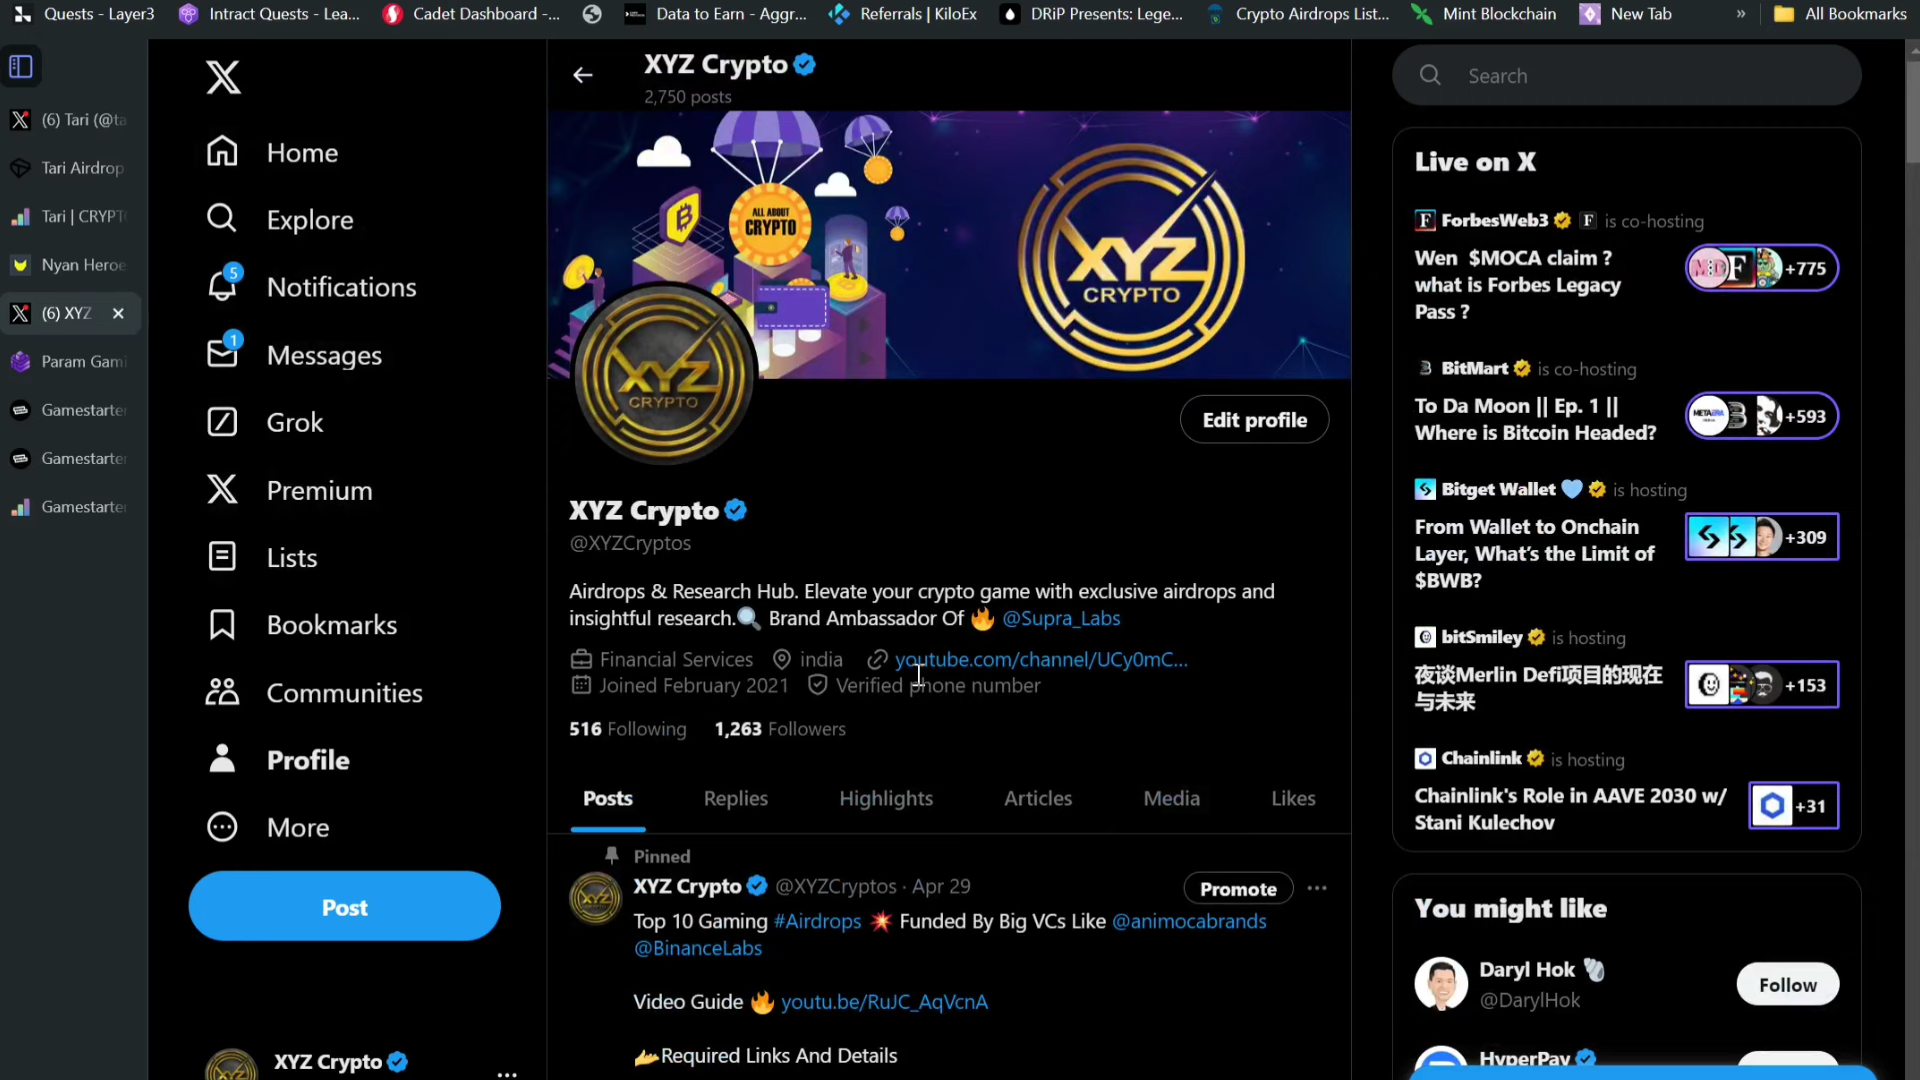 Quests - Layer3
Intract Quests - Lea...
Cadet Dashboard -...
Data to Earn - Aggr...
Referrals | KiloEx
DRiP Presents: Lege...
Crypto Airdrops List...
Mint Blockchain
New Tab
»
All Bookmarks
(6) Tari (@ta
Tari Airdrop
Tari | CRYPT
Nyan Heroe
(6) XYZ
Param Gami
Gamestarter
Gamestarter
Gamestarter
Home
Explore
5
Notifications
1
Messages
Grok
Premium
Lists
Bookmarks
Communities
Profile
More
Post
XYZ Crypto
XYZ Crypto
2,750 posts
ALL ABOUT
CRYPTO
XYZ
CRYPTO
XYZ
CRYPTO
Edit profile
XYZ Crypto
@XYZCryptos
Airdrops & Research Hub. Elevate your crypto game with exclusive airdrops and
insightful research.🔍 Brand Ambassador Of 🔥 @Supra_Labs
Financial Services india youtube.com/channel/UCy0mC...
Joined February 2021 Verified phone number
516 Following 1,263 Followers
Posts Replies Highlights Articles Media Likes
Pinned
XYZ Crypto @XYZCryptos · Apr 29
Promote
Top 10 Gaming #Airdrops 💥 Funded By Big VCs Like @animocabrands
@BinanceLabs
Video Guide 🔥 youtu.be/RuJC_AqVcnA
🫴Required Links And Details
Search
Live on X
ForbesWeb3 is co-hosting
Wen $MOCA claim ?
what is Forbes Legacy
Pass ?
+775
BitMart is co-hosting
To Da Moon || Ep. 1 ||
Where is Bitcoin Headed?
+593
Bitget Wallet 🩵 is hosting
From Wallet to Onchain
Layer, What's the Limit of
$BWB?
+309
bitSmiley is hosting
夜谈Merlin Defi项目的现在
与未来
+153
Chainlink is hosting
Chainlink's Role in AAVE 2030 w/
Stani Kulechov
+31
You might like
Daryl Hok
@DarylHok
Follow
HyperPay